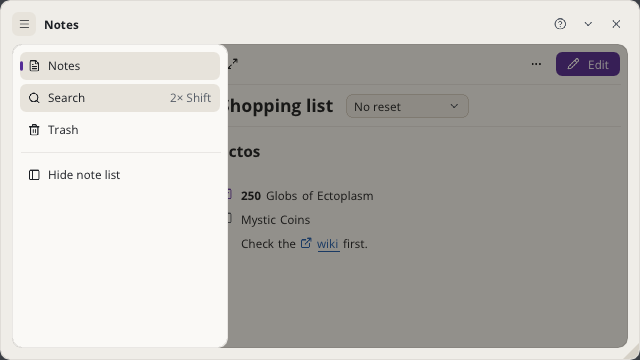 Notes
Notes
Edit
Search 2× Shift
Shopping list No reset
Trash
ctos
Hide note list
250 Globs of Ectoplasm
Mystic Coins
Check the wiki first.